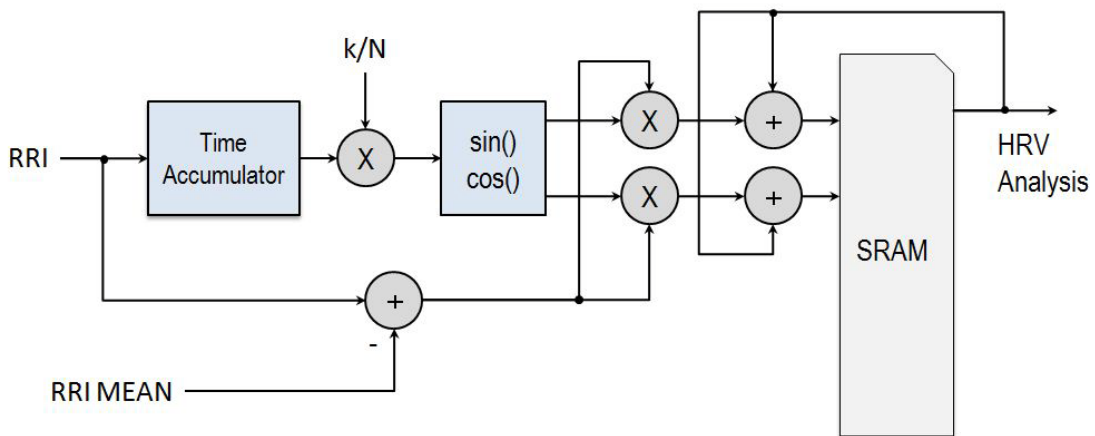 k/N
RRI
Time
Accumulator
X
sin()
cos()
X
X
+
+
SRAM
HRV
Analysis
+
-
RRI MEAN